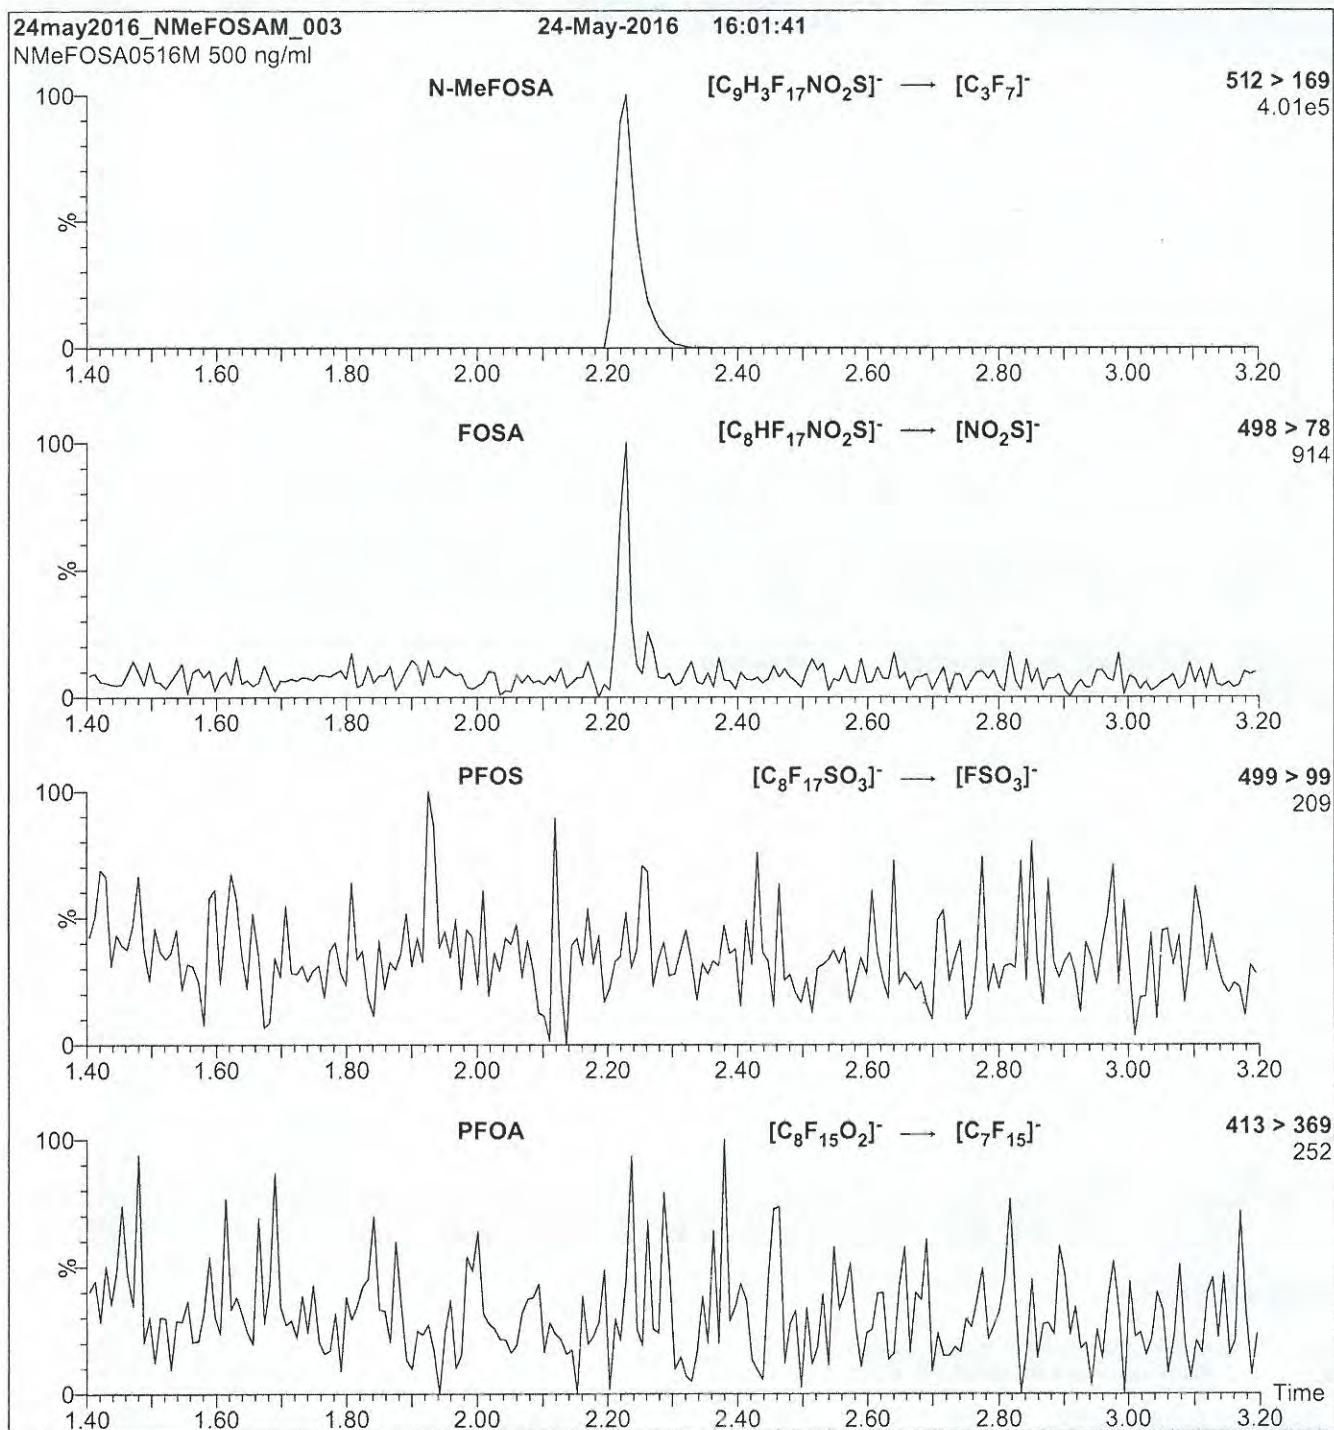 24may2016_NMeFOSAM_003 24-May-2016 16:01:41
NMeFOSA0516M 500 ng/ml
N-MeFOSA [C₉H₃F₁₇NO₂S]⁻ → [C₃F₇]⁻ 512 > 169
4.01e5
100
%
0
1.40 1.60 1.80 2.00 2.20 2.40 2.60 2.80 3.00 3.20
FOSA [C₈HF₁₇NO₂S]⁻ → [NO₂S]⁻ 498 > 78
914
100
%
0
1.40 1.60 1.80 2.00 2.20 2.40 2.60 2.80 3.00 3.20
PFOS [C₈F₁₇SO₃]⁻ → [FSO₃]⁻ 499 > 99
209
100
%
0
1.40 1.60 1.80 2.00 2.20 2.40 2.60 2.80 3.00 3.20
PFOA [C₈F₁₅O₂]⁻ → [C₇F₁₅]⁻ 413 > 369
252
100
%
0
Time
1.40 1.60 1.80 2.00 2.20 2.40 2.60 2.80 3.00 3.20